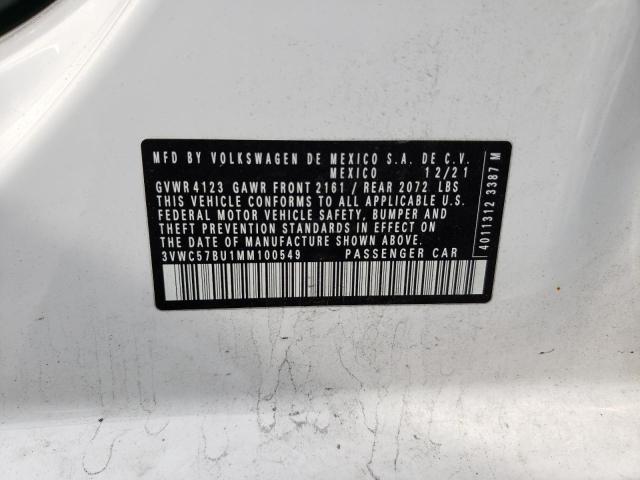 MFD BY VOLKSWAGEN DE MEXICO S.A. DE C.V.
MEXICO 12/21
GVWR 4123 GAWR FRONT 2161 / REAR 2072 LBS
THIS VEHICLE CONFORMS TO ALL APPLICABLE U.S.
FEDERAL MOTOR VEHICLE SAFETY, BUMPER AND
THEFT PREVENTION STANDARDS IN EFFECT ON
THE DATE OF MANUFACTURE SHOWN ABOVE.
3VWC57BU1MM100549 PASSENGER CAR
4011312 3387 M